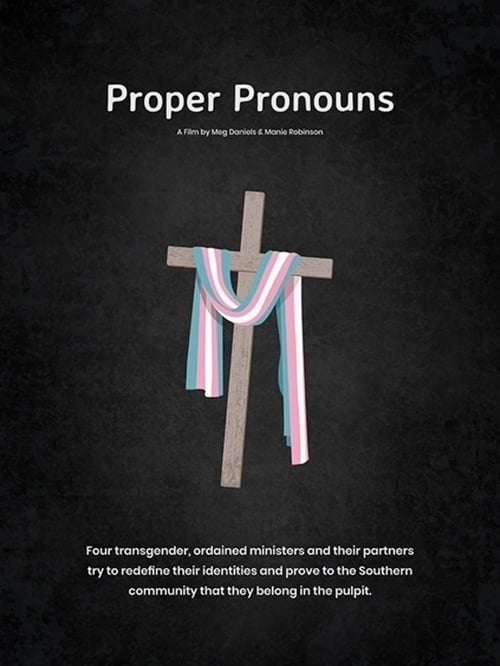 Proper Pronouns
A Film by Meg Daniels & Manie Robinson
Four transgender, ordained ministers and their partners
try to redefine their identities and prove to the Southern
community that they belong in the pulpit.